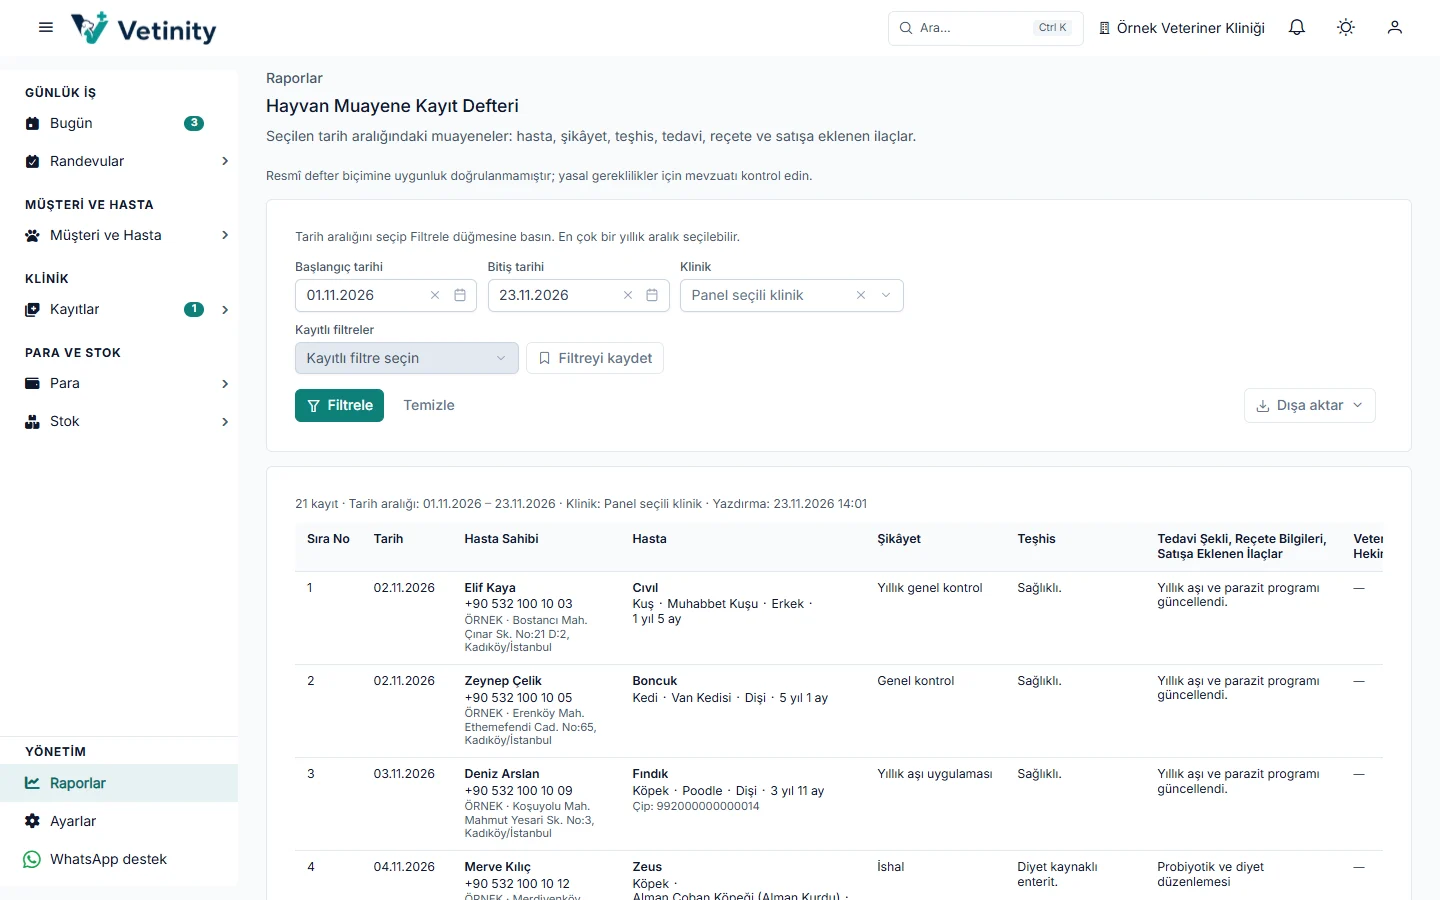 Vetinity
Ara...
Ctrl K
Örnek Veteriner Kliniği
GÜNLÜK İŞ
Bugün
3
Randevular
MÜŞTERİ VE HASTA
Müşteri ve Hasta
KLİNİK
Kayıtlar
1
PARA VE STOK
Para
Stok
YÖNETİM
Raporlar
Ayarlar
WhatsApp destek
Raporlar
Hayvan Muayene Kayıt Defteri
Seçilen tarih aralığındaki muayeneler: hasta, şikâyet, teşhis, tedavi, reçete ve satışa eklenen ilaçlar.
Resmî defter biçimine uygunluk doğrulanmamıştır; yasal gereklilikler için mevzuatı kontrol edin.
Tarih aralığını seçip Filtrele düğmesine basın. En çok bir yıllık aralık seçilebilir.
Başlangıç tarihi
Bitiş tarihi
Klinik
01.11.2026
23.11.2026
Panel seçili klinik
Kayıtlı filtreler
Kayıtlı filtre seçin
Filtreyi kaydet
Filtrele
Temizle
Dışa aktar
21 kayıt · Tarih aralığı: 01.11.2026 – 23.11.2026 · Klinik: Panel seçili klinik · Yazdırma: 23.11.2026 14:01
Sıra No
Tarih
Hasta Sahibi
Hasta
Şikâyet
Teşhis
Tedavi Şekli, Reçete Bilgileri,
Satışa Eklenen İlaçlar
1
02.11.2026
Elif Kaya
+90 532 100 10 03
ÖRNEK · Bostancı Mah.
Çınar Sk. No:21 D:2,
Kadıköy/İstanbul
Cıvıl
Kuş · Muhabbet Kuşu · Erkek ·
1 yıl 5 ay
Yıllık genel kontrol
Sağlıklı.
Yıllık aşı ve parazit programı
güncellendi.
—
2
02.11.2026
Zeynep Çelik
+90 532 100 10 05
ÖRNEK · Erenköy Mah.
Ethemefendi Cad. No:65,
Kadıköy/İstanbul
Boncuk
Kedi · Van Kedisi · Dişi · 5 yıl 1 ay
Genel kontrol
Sağlıklı.
Yıllık aşı ve parazit programı
güncellendi.
—
3
03.11.2026
Deniz Arslan
+90 532 100 10 09
ÖRNEK · Koşuyolu Mah.
Mahmut Yesari Sk. No:3,
Kadıköy/İstanbul
Fındık
Köpek · Poodle · Dişi · 3 yıl 11 ay
Çip: 992000000000014
Yıllık aşı uygulaması
Sağlıklı.
Yıllık aşı ve parazit programı
güncellendi.
—
4
04.11.2026
Merve Kılıç
+90 532 100 10 12
ÖRNEK · Merdivenköy
Zeus
Köpek ·
Alman Çoban Köpeği (Alman Kurdu) ·
İshal
Diyet kaynaklı
enterit.
Probiyotik ve diyet
düzenlemesi
—